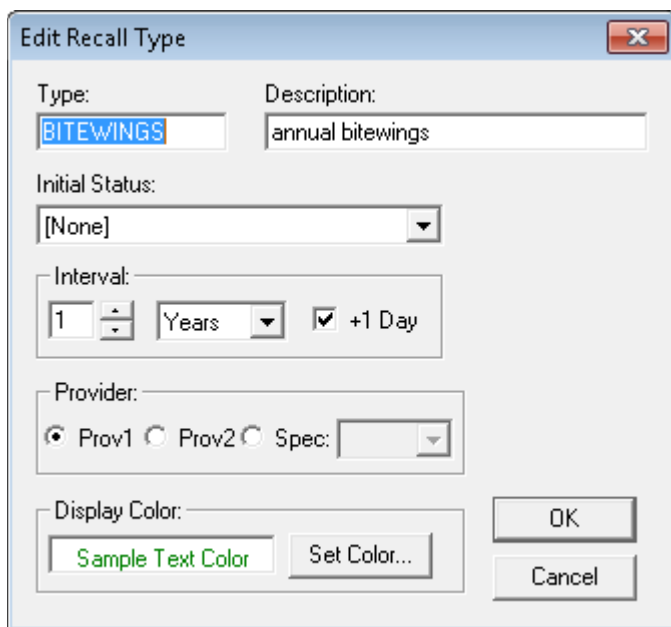 Edit Recall Type
Type: Description:
BITEWINGS annual bitewings
Initial Status:
[None]
Interval:
1 Years +1 Day
Provider:
Prov1 Prov2 Spec:
Display Color:
Sample Text Color Set Color... OK
Cancel